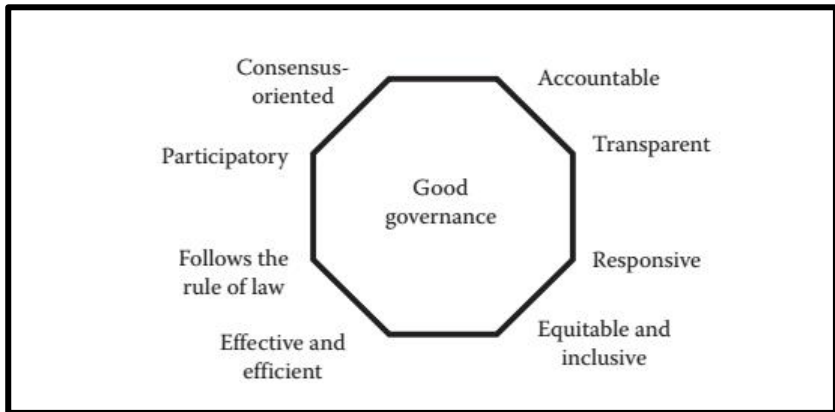 Consensus-
oriented
Accountable
Participatory
Transparent
Good
governance
Follows the
rule of law
Responsive
Effective and
efficient
Equitable and
inclusive